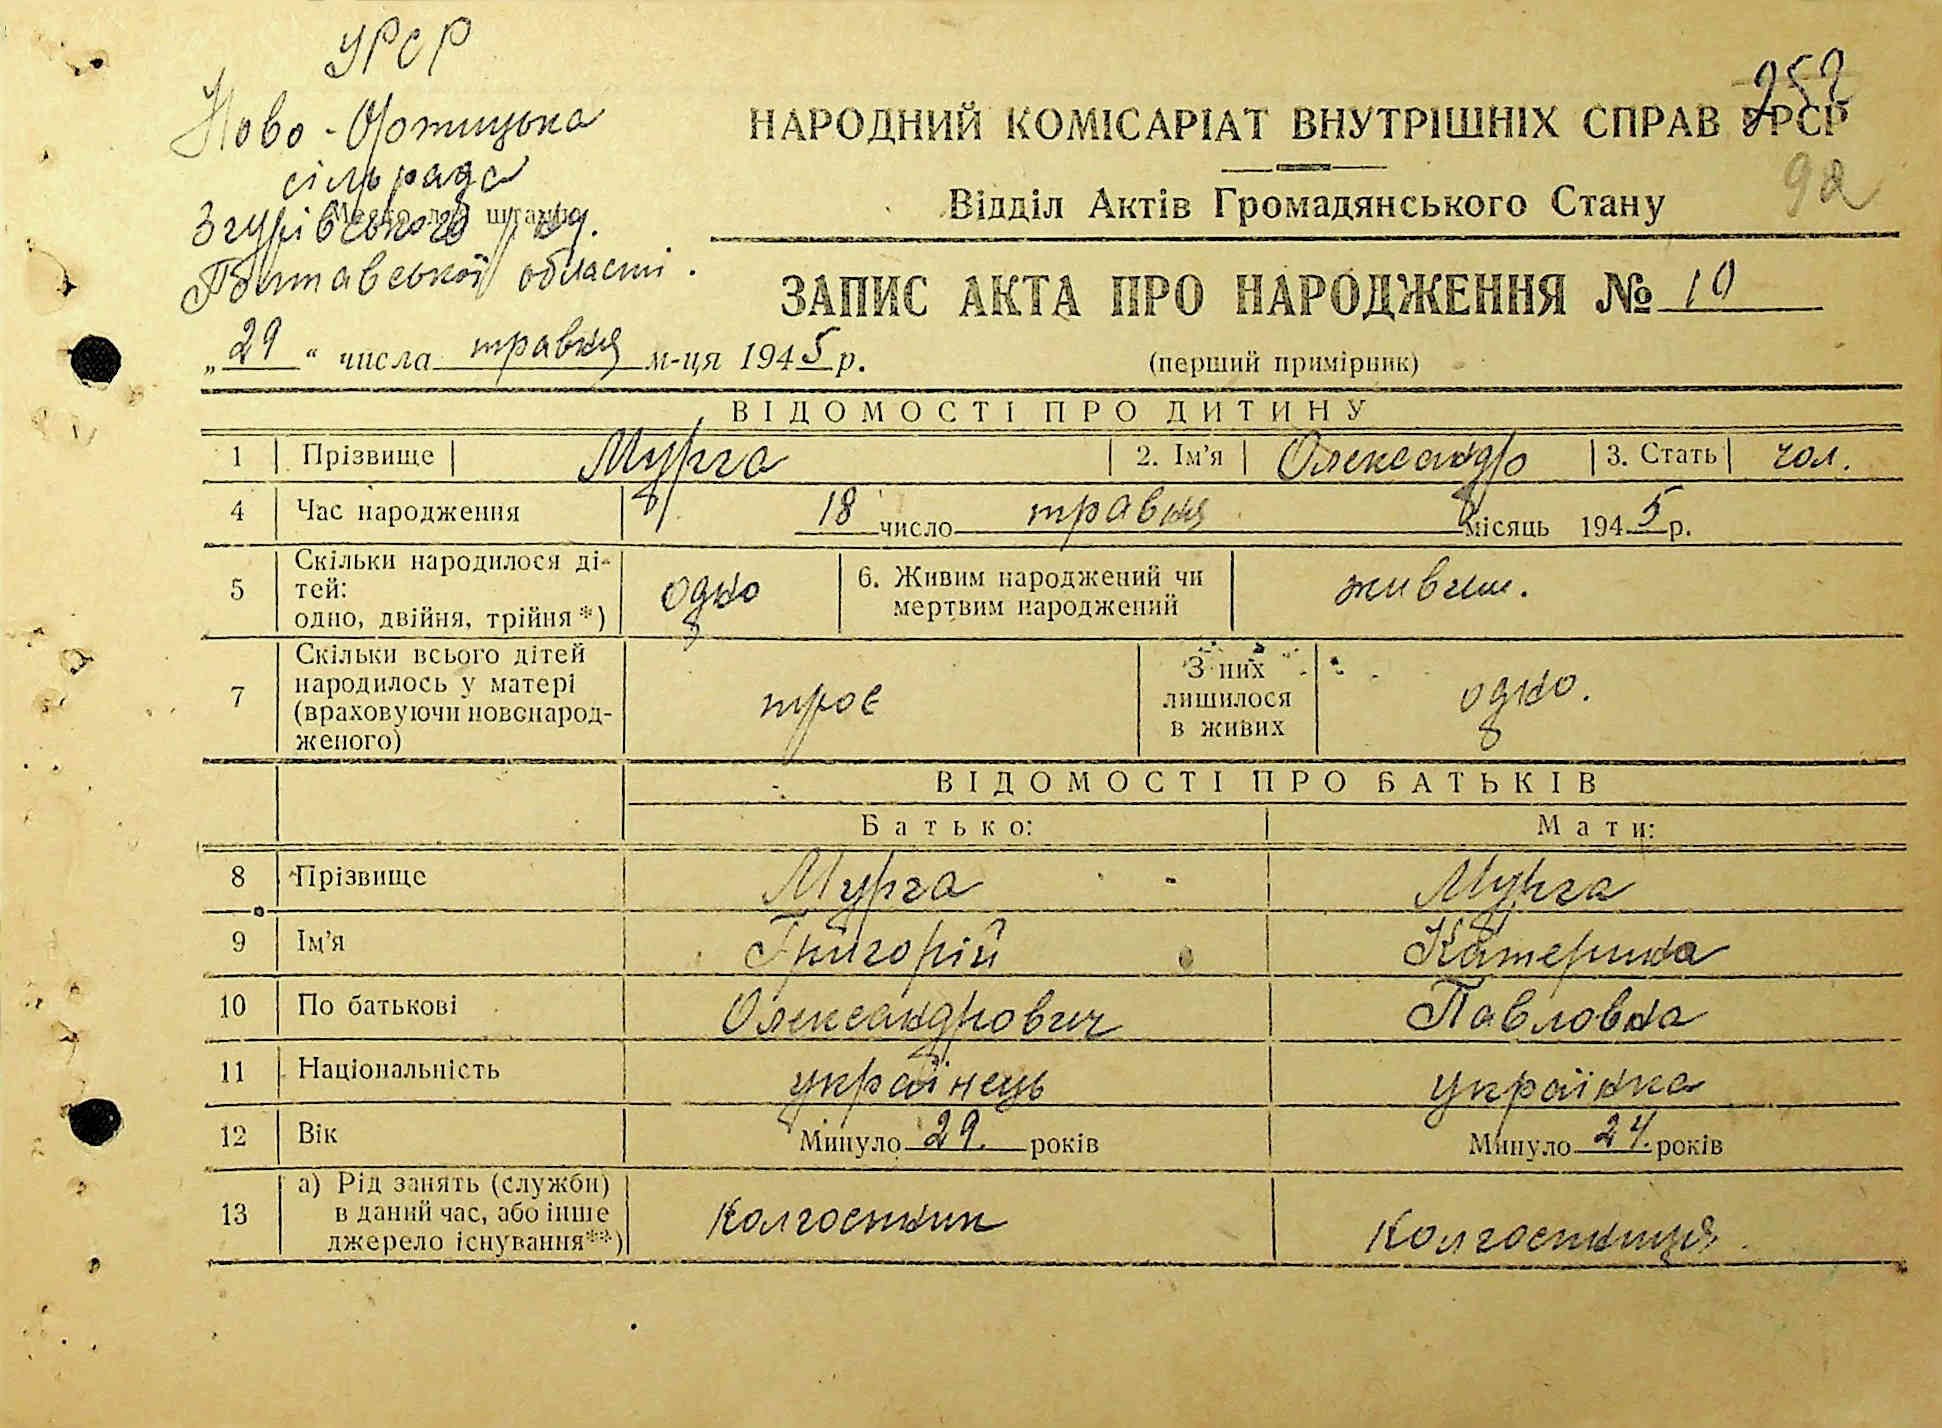 УРСР
Ново-Оржицька
сільрада
Згурівського р-ну.
Полтавської області.
252
НАРОДНИЙ КОМІСАРІАТ ВНУТРІШНІХ СПРАВ УРСР
92
Відділ Актів Громадянського Стану
ЗАПИС АКТА ПРО НАРОДЖЕННЯ № 10
„29“ числа травня м-ця 1945 р.
(перший примірник)
ВІДОМОСТІ ПРО ДИТИНУ
1 Прізвище Мурга 2. Ім'я Олександр 3. Стать чол.
4 Час народження 18 число травня місяць 1945 р.
5 Скільки народилося ді-
тей:
одно, двійня, трійня*) одно
6. Живим народжений чи
мертвим народжений живим.
7 Скільки всього дітей
народилось у матері
(враховуючи новонарод-
женого) троє
З них
лишилося
в живих одно.
ВІДОМОСТІ ПРО БАТЬКІВ
Батько: Мати:
8 Прізвище Мурга Мурга
9 Ім'я Григорій Катерина
10 По батькові Олександрович Павловна
11 Національність українець українка
12 Вік Минуло 29. років Минуло 24. років
13 а) Рід занять (служби)
в даний час, або інше
джерело існування**) Колгоспник Колгоспниця